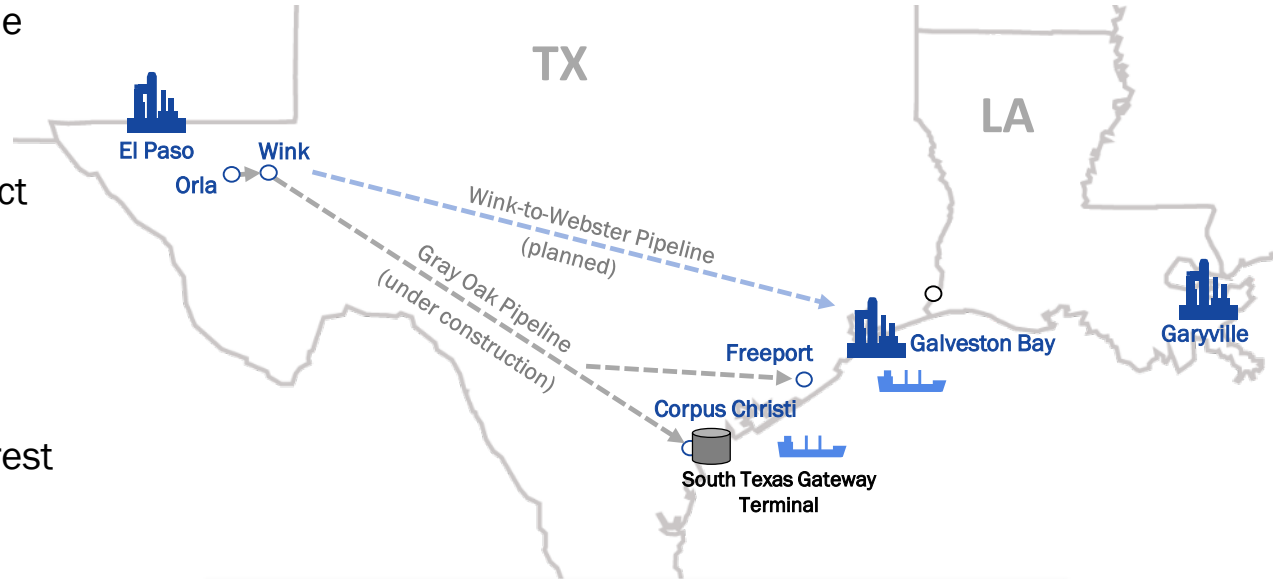 e
TX
LA
El Paso
Wink
Orla
ct
Wink-to-Webster Pipeline
(planned)
Gray Oak Pipeline
(under construction)
Garyville
Galveston Bay
Freeport
Corpus Christi
rest
South Texas Gateway
Terminal